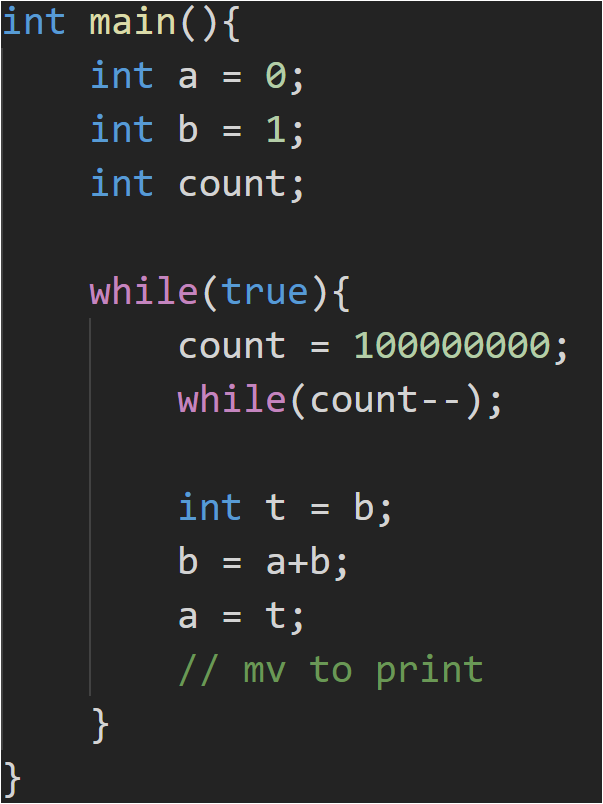 int main(){
    int a = 0;
    int b = 1;
    int count;

    while(true){
        count = 100000000;
        while(count--);

        int t = b;
        b = a+b;
        a = t;
        // mv to print
    }
}